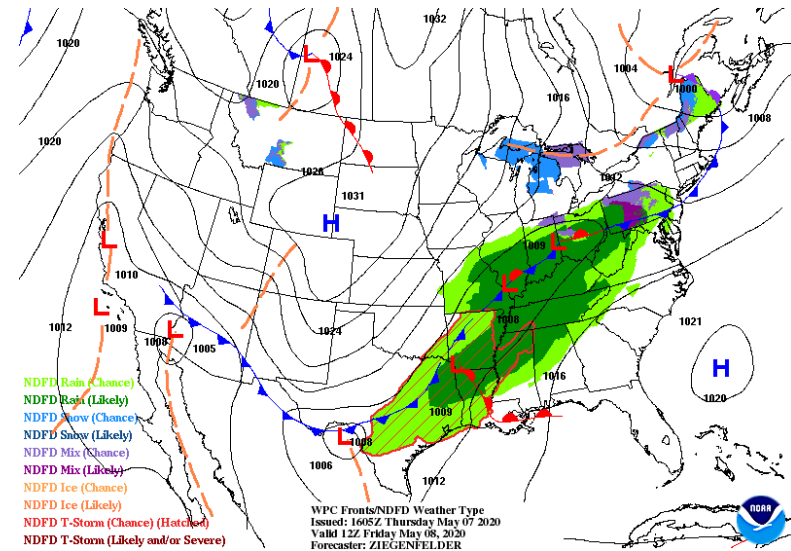 1032
1020
1024
1020
1004
1000
1016
1008
1020
1028
1012
1031
H
L
1009
1010
1008
1021
1012
1009
1008
1005
1024
H
1020
1016
1009
1008
1006
1012
NDFD Rain (Chance)
NDFD Rain (Likely)
NDFD Snow (Chance)
NDFD Snow (Likely)
NDFD Mix (Chance)
NDFD Mix (Likely)
NDFD Ice (Chance)
NDFD Ice (Likely)
NDFD T-Storm (Chance) (Hatched)
NDFD T-Storm (Likely and/or Severe)
WPC Fronts/NDFD Weather Type
Issued: 1605Z Thursday May 07 2020
Valid 12Z Friday May 08, 2020
Forecaster: ZIEGENFELDER
NOAA